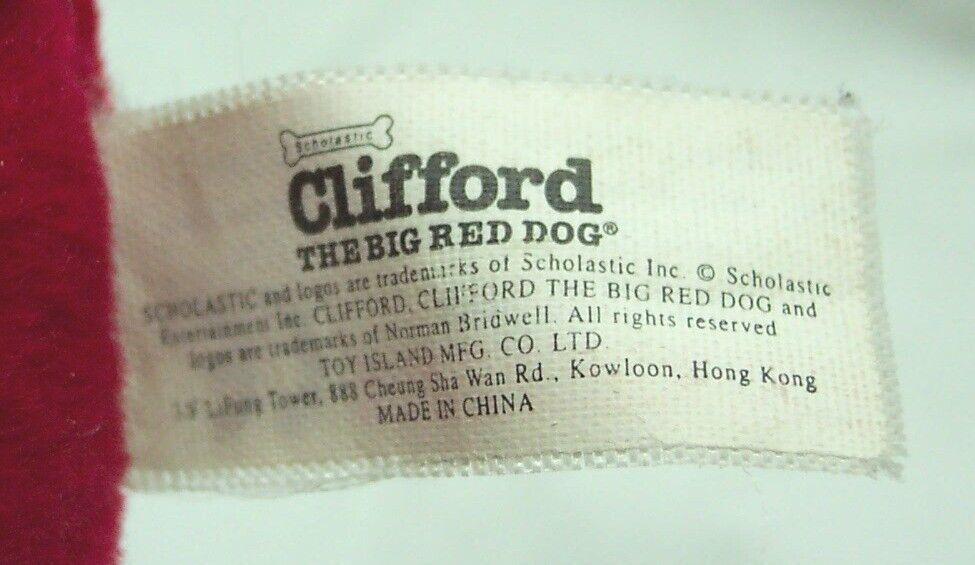 Scholastic
Clifford
THE BIG RED DOG®
SCHOLASTIC and logos are trademarks of Scholastic Inc. © Scholastic
Entertainment Inc. CLIFFORD, CLIFFORD THE BIG RED DOG and
logos are trademarks of Norman Bridwell. All rights reserved
TOY ISLAND MFG. CO. LTD.
Tower, 888 Cheung Sha Wan Rd., Kowloon, Hong Kong
MADE IN CHINA